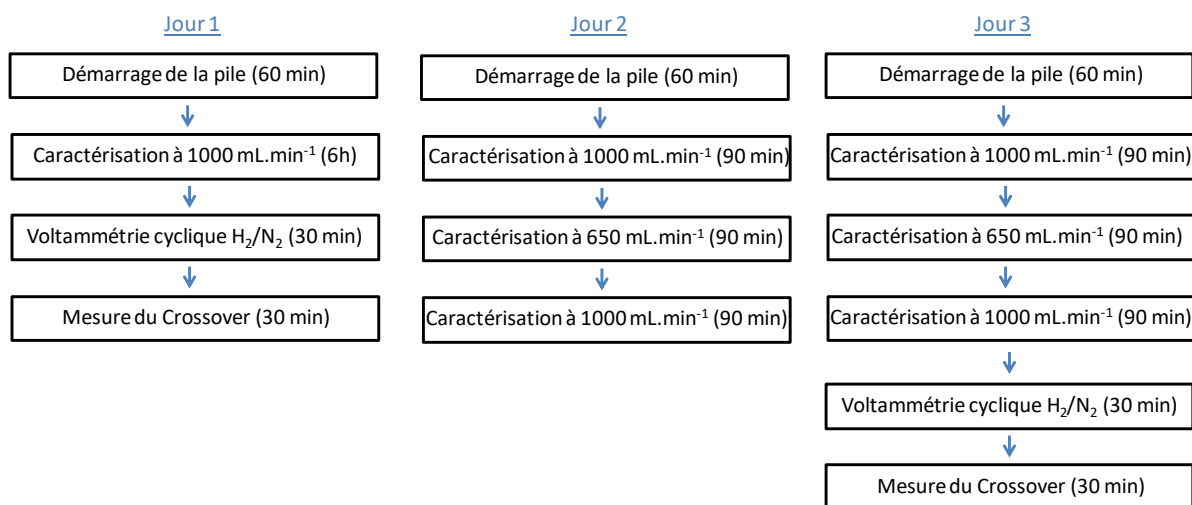 Jour 1
Démarrage de la pile (60 min)
Caractérisation à 1000 mL.min⁻¹ (6h)
Voltammétrie cyclique H₂/N₂ (30 min)
Mesure du Crossover (30 min)
Jour 2
Démarrage de la pile (60 min)
Caractérisation à 1000 mL.min⁻¹ (90 min)
Caractérisation à 650 mL.min⁻¹ (90 min)
Caractérisation à 1000 mL.min⁻¹ (90 min)
Jour 3
Démarrage de la pile (60 min)
Caractérisation à 1000 mL.min⁻¹ (90 min)
Caractérisation à 650 mL.min⁻¹ (90 min)
Caractérisation à 1000 mL.min⁻¹ (90 min)
Voltammétrie cyclique H₂/N₂ (30 min)
Mesure du Crossover (30 min)